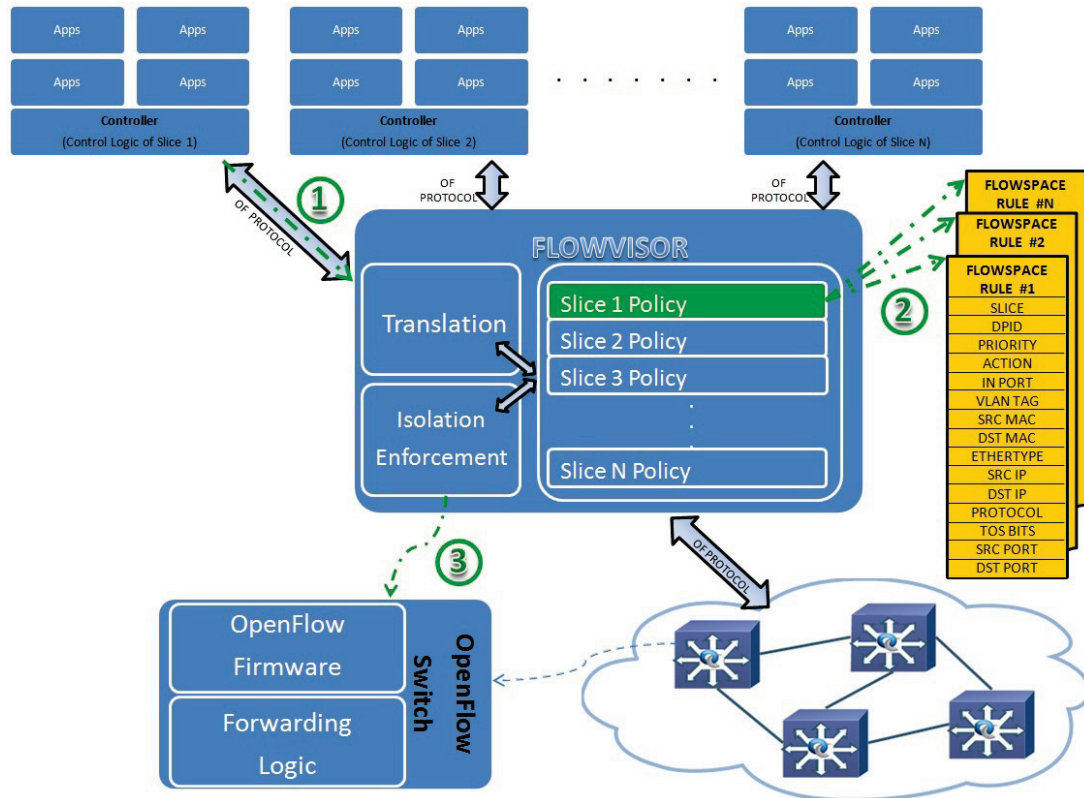 Apps
Apps
Apps
Apps
Controller
(Control Logic of Slice 1)
Apps
Apps
Apps
Apps
Controller
(Control Logic of Slice 2)
. . . . . . .
Apps
Apps
Apps
Apps
Controller
(Control Logic of Slice N)
1
OF PROTOCOL
OF
PROTOCOL
OF
PROTOCOL
FLOWVISOR
Translation
Isolation
Enforcement
Slice 1 Policy
Slice 2 Policy
Slice 3 Policy
Slice N Policy
2
FLOWSPACE
RULE #N
FLOWSPACE
RULE #2
FLOWSPACE
RULE #1
SLICE
DPID
PRIORITY
ACTION
IN PORT
VLAN TAG
SRC MAC
DST MAC
ETHERTYPE
SRC IP
DST IP
PROTOCOL
TOS BITS
SRC PORT
DST PORT
3
OF PROTOCOL
OpenFlow
Firmware
Forwarding
Logic
OpenFlow
Switch